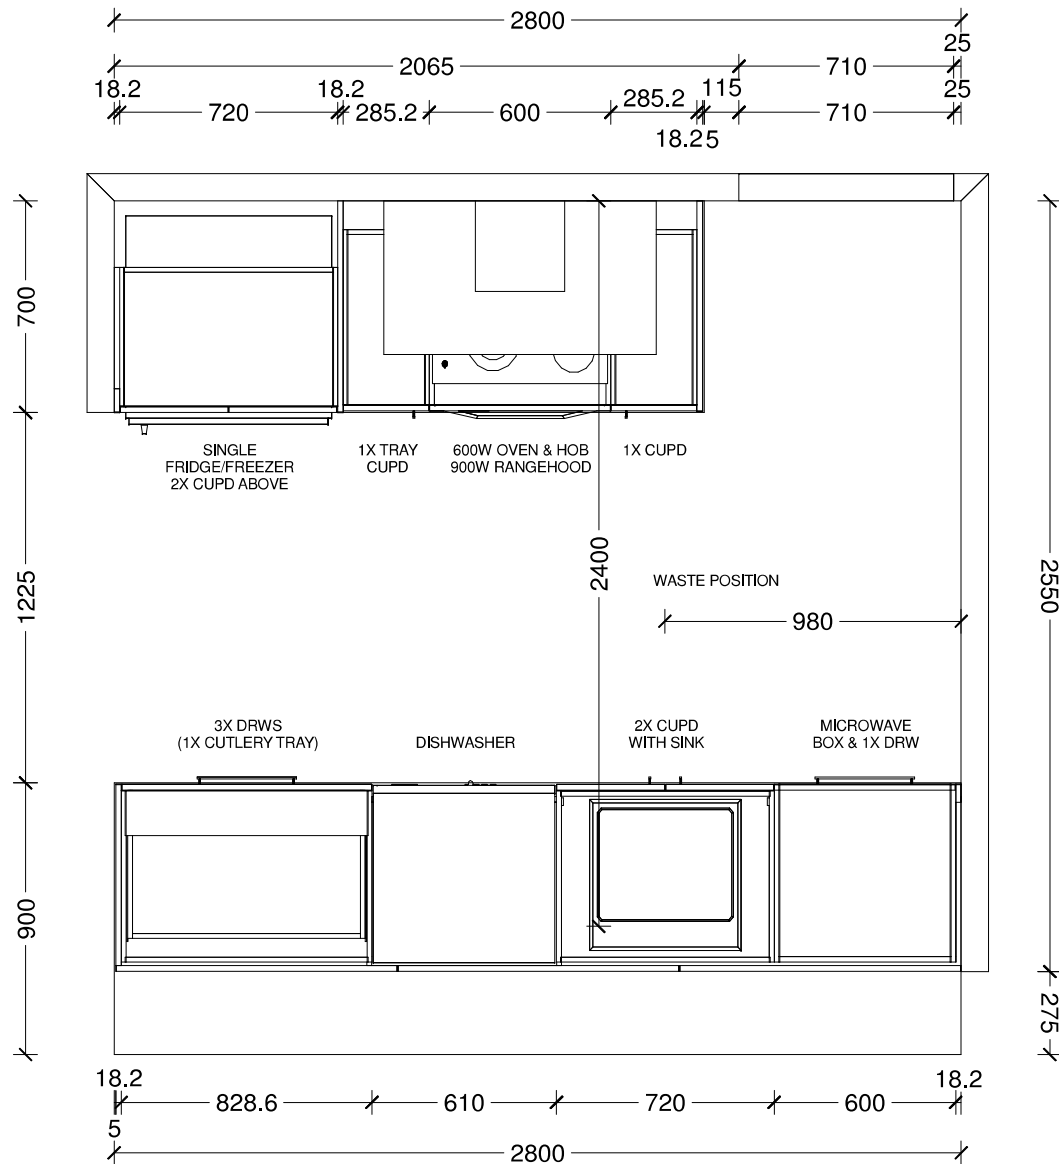 2800
25
2065
710
18.2
18.2
115
25
720
285.2
600
285.2
710
18.25
700
SINGLE
FRIDGE/FREEZER
2X CUPD ABOVE
1X TRAY
CUPD
600W OVEN & HOB
900W RANGEHOOD
1X CUPD
1225
2400
2550
WASTE POSITION
980
3X DRWS
(1X CUTLERY TRAY)
DISHWASHER
2X CUPD
WITH SINK
MICROWAVE
BOX & 1X DRW
900
275
18.2
18.2
828.6
610
720
600
5
2800